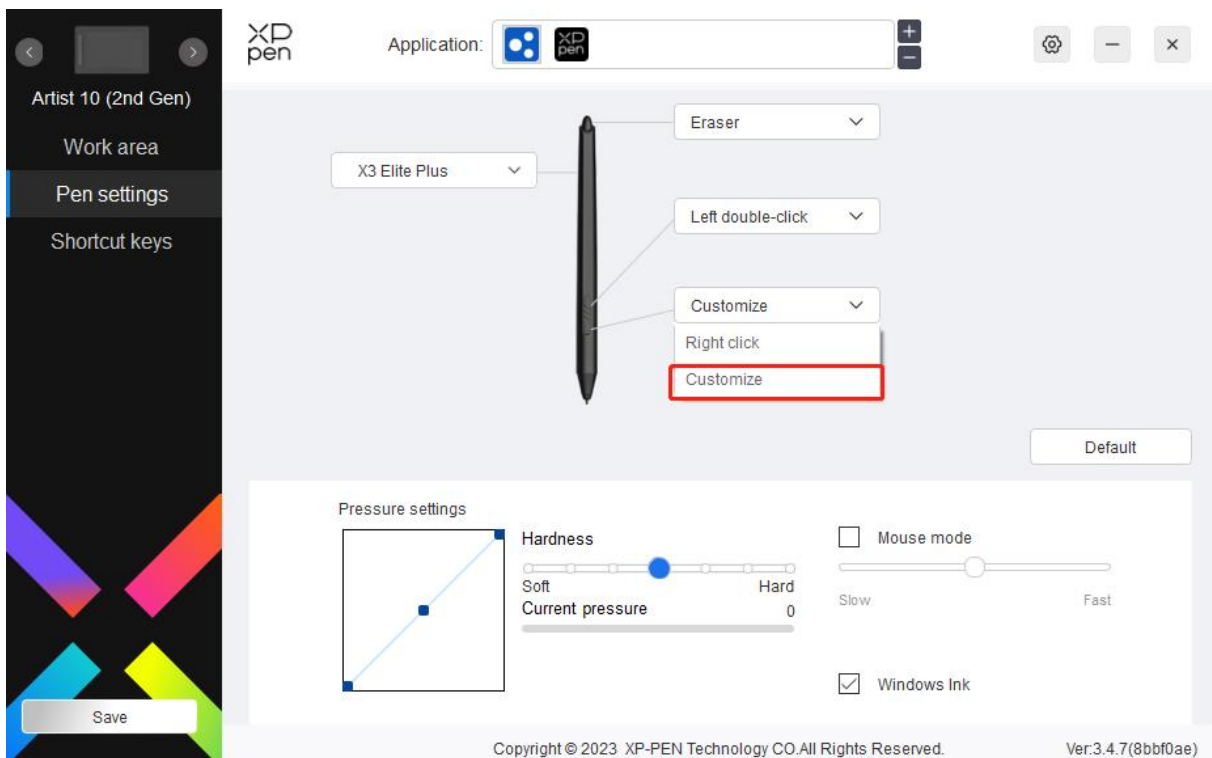 XP
pen
Application:
XP
pen
+
−
Artist 10 (2nd Gen)
Work area
Pen settings
Shortcut keys
Save
Eraser
X3 Elite Plus
Left double-click
Customize
Right click
Customize
Default
Pressure settings
Hardness
Soft Hard
Current pressure 0
Mouse mode
Slow Fast
Windows Ink
Copyright © 2023 XP-PEN Technology CO.All Rights Reserved.
Ver:3.4.7(8bbf0ae)